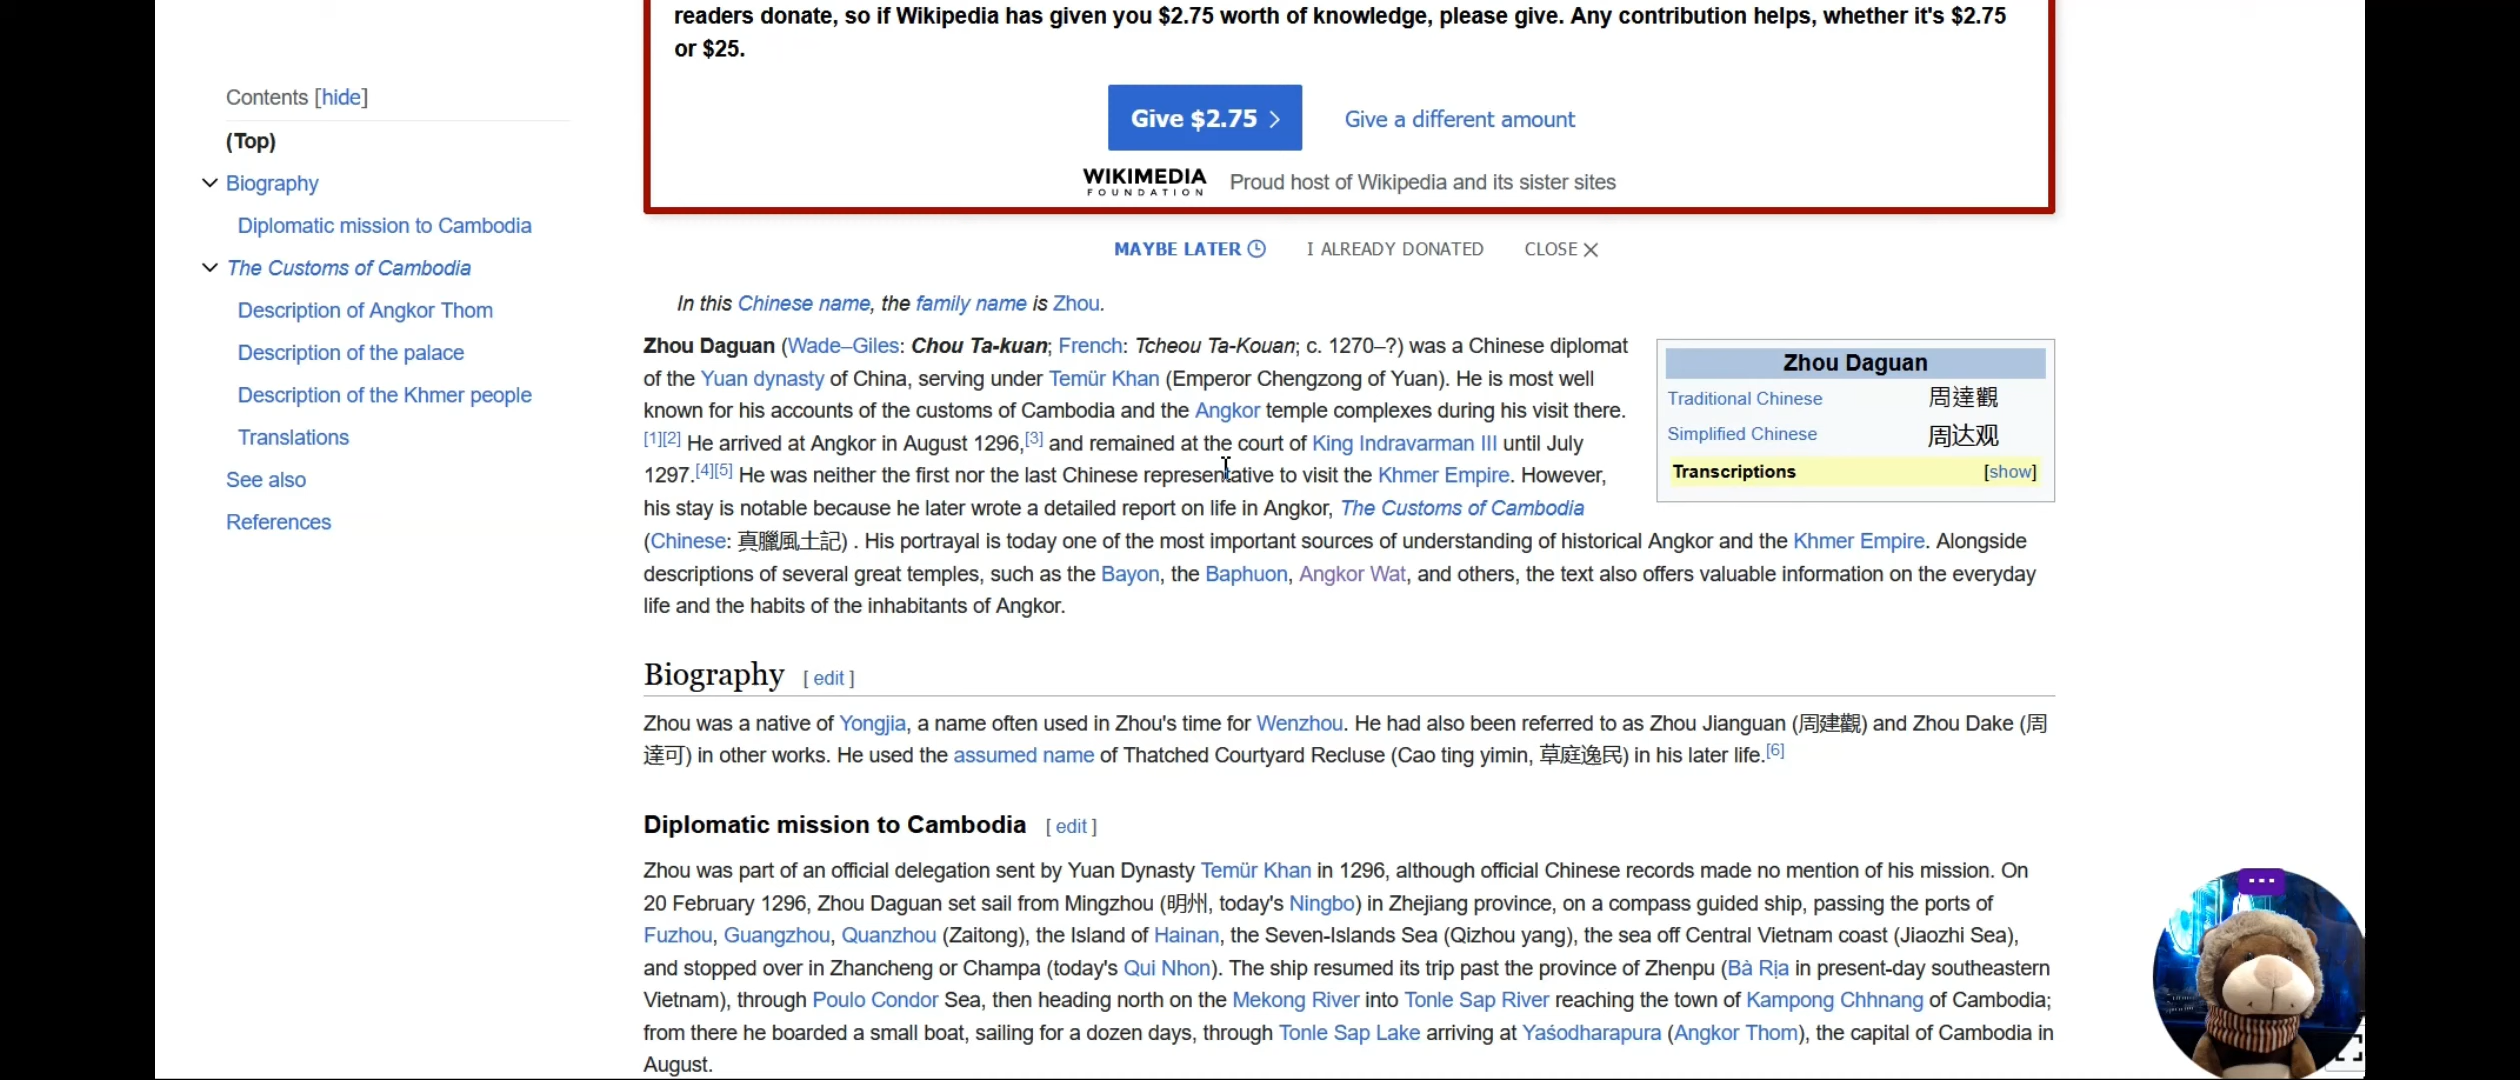 readers donate, so if Wikipedia has given you $2.75 worth of knowledge, please give. Any contribution helps, whether it's $2.75
or $25.
Give $2.75 >
Give a different amount
WIKIMEDIA
FOUNDATION
Proud host of Wikipedia and its sister sites
MAYBE LATER
I ALREADY DONATED
CLOSE
Contents [hide]
(Top)
Biography
Diplomatic mission to Cambodia
The Customs of Cambodia
Description of Angkor Thom
Description of the palace
Description of the Khmer people
Translations
See also
References
In this Chinese name, the family name is Zhou.
Zhou Daguan (Wade–Giles: Chou Ta-kuan; French: Tcheou Ta-Kouan; c. 1270–?) was a Chinese diplomat
of the Yuan dynasty of China, serving under Temür Khan (Emperor Chengzong of Yuan). He is most well
known for his accounts of the customs of Cambodia and the Angkor temple complexes during his visit there.
[1][2] He arrived at Angkor in August 1296,[3] and remained at the court of King Indravarman III until July
1297.[4][5] He was neither the first nor the last Chinese representative to visit the Khmer Empire. However,
his stay is notable because he later wrote a detailed report on life in Angkor, The Customs of Cambodia
(Chinese: 真臘風土記) . His portrayal is today one of the most important sources of understanding of historical Angkor and the Khmer Empire. Alongside
descriptions of several great temples, such as the Bayon, the Baphuon, Angkor Wat, and others, the text also offers valuable information on the everyday
life and the habits of the inhabitants of Angkor.
Zhou Daguan
Traditional Chinese 周達觀
Simplified Chinese 周达观
Transcriptions [show]
Biography [ edit ]
Zhou was a native of Yongjia, a name often used in Zhou's time for Wenzhou. He had also been referred to as Zhou Jianguan (周建觀) and Zhou Dake (周
達可) in other works. He used the assumed name of Thatched Courtyard Recluse (Cao ting yimin, 草庭逸民) in his later life.[6]
Diplomatic mission to Cambodia [ edit ]
Zhou was part of an official delegation sent by Yuan Dynasty Temür Khan in 1296, although official Chinese records made no mention of his mission. On
20 February 1296, Zhou Daguan set sail from Mingzhou (明州, today's Ningbo) in Zhejiang province, on a compass guided ship, passing the ports of
Fuzhou, Guangzhou, Quanzhou (Zaitong), the Island of Hainan, the Seven-Islands Sea (Qizhou yang), the sea off Central Vietnam coast (Jiaozhi Sea),
and stopped over in Zhancheng or Champa (today's Qui Nhon). The ship resumed its trip past the province of Zhenpu (Bà Rịa in present-day southeastern
Vietnam), through Poulo Condor Sea, then heading north on the Mekong River into Tonle Sap River reaching the town of Kampong Chhnang of Cambodia;
from there he boarded a small boat, sailing for a dozen days, through Tonle Sap Lake arriving at Yaśodharapura (Angkor Thom), the capital of Cambodia in
August.